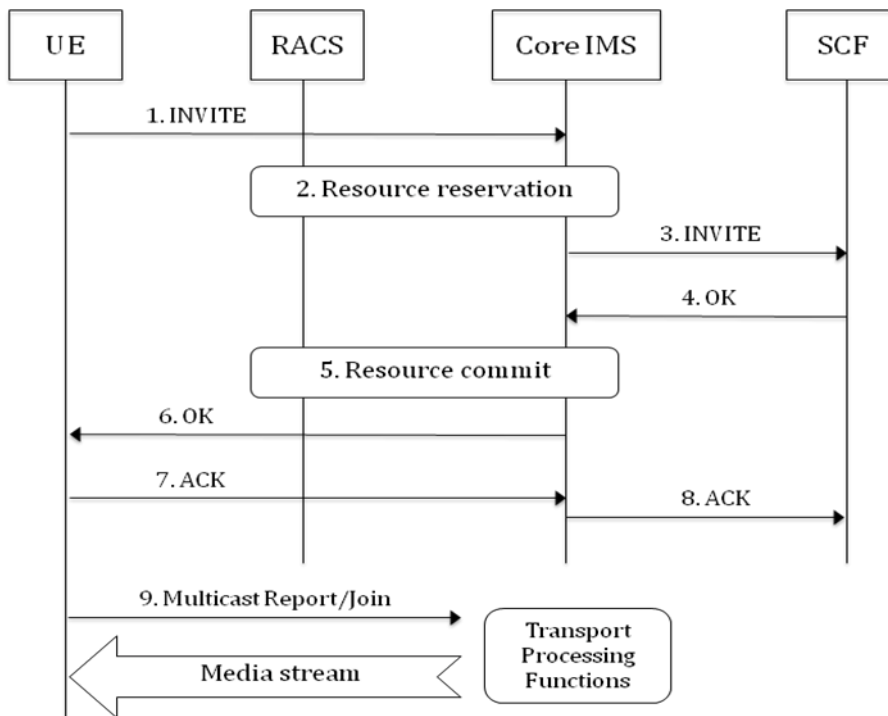 UE
RACS
Core IMS
SCF
1. INVITE
2. Resource reservation
3. INVITE
4. OK
5. Resource commit
6. OK
7. ACK
8. ACK
9. Multicast Report/Join
Transport
Processing
Functions
Media stream